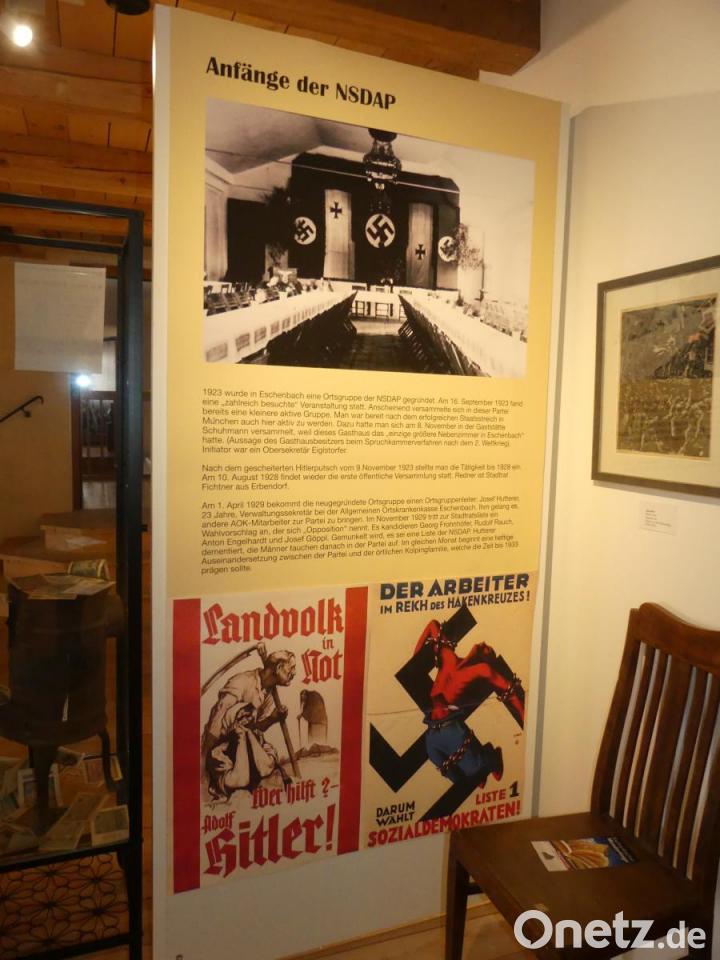 Anfänge der NSDAP
1923 wurde in Eschenbach eine Ortsgruppe der NSDAP gegründet. Am 16. September 1923 fand
eine „zahlreich besuchte“ Veranstaltung statt. Anscheinend versammelte sich in dieser Partei
bereits eine kleinere aktive Gruppe. Man war bereit nach dem erfolgreichen Staatsstreich in
München auch hier aktiv zu werden. Dazu hatte man sich am 8. November in der Gaststätte
Schuhmann versammelt, weil dieses Gasthaus das „einzige größere Nebenzimmer in Eschenbach“
hatte. (Aussage des Gasthausbesitzers beim Spruchkammerverfahren nach dem 2. Weltkrieg).
Initiator war ein Obersekretär Eiglstorfer.
Nach dem gescheiterten Hitlerputsch vom 9.November 1923 stellte man die Tätigkeit bis 1928 ein.
Am 10. August 1928 findet wieder die erste öffentliche Versammlung statt. Redner ist Stadtrat
Fichtner aus Erbendorf.
Am 1. April 1929 bekommt die neugegründete Ortsgruppe einen Ortsgruppenleiter: Josef Hutterer,
23 Jahre, Verwaltungssekretär bei der Allgemeinen Ortskrankenkasse Eschenbach. Ihm gelang es,
andere AOK-Mitarbeiter zur Partei zu bringen. Im November 1929 tritt zur Stadtratsliste ein
Wahlvorschlag an, der sich „Opposition“ nennt. Es kandidieren Georg Frohnhöfer, Rudolf Rauch,
Anton Engelhardt und Josef Göppl. Gemunkelt wird, es sei eine Liste der NSDAP. Hutterer
dementiert, die Männer tauchen danach in der Partei auf. Im gleichen Monat beginnt eine heftige
Auseinandersetzung zwischen der Partei und der örtlichen Kolpingfamilie, welche die Zeit bis 1933
prägen sollte.
Landvolk
in
Not
Wer hilft?-
Adolf
Hitler!
DER ARBEITER
IM REICH DES HAKENKREUZES!
DARUM
WÄHLT
LISTE 1
SOZIALDEMOKRATEN!
Onetz.de